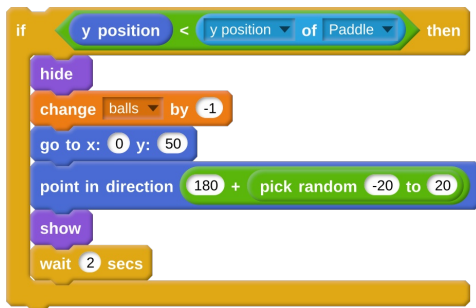 if y position < y position of Paddle then
hide
change balls by -1
go to x: 0 y: 50
point in direction 180 + pick random -20 to 20
show
wait 2 secs